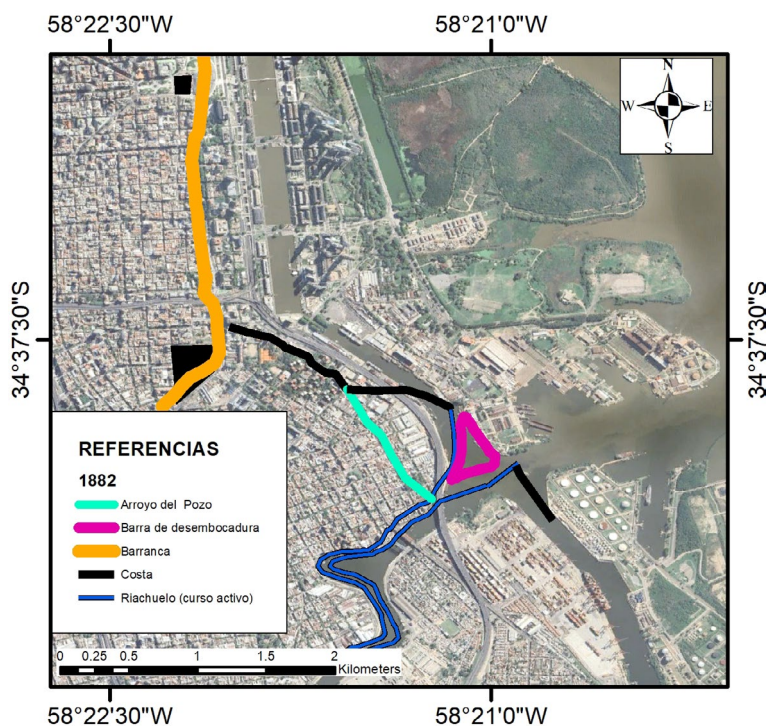 58°22'30"W
58°21'0"W
N
W
E
S
34°37'30"S
34°37'30"S
REFERENCIAS
1882
Arroyo del Pozo
Barra de desembocadura
Barranca
Costa
Riachuelo (curso activo)
0 0.25 0.5 1 1.5 2
Kilometers
58°22'30"W
58°21'0"W